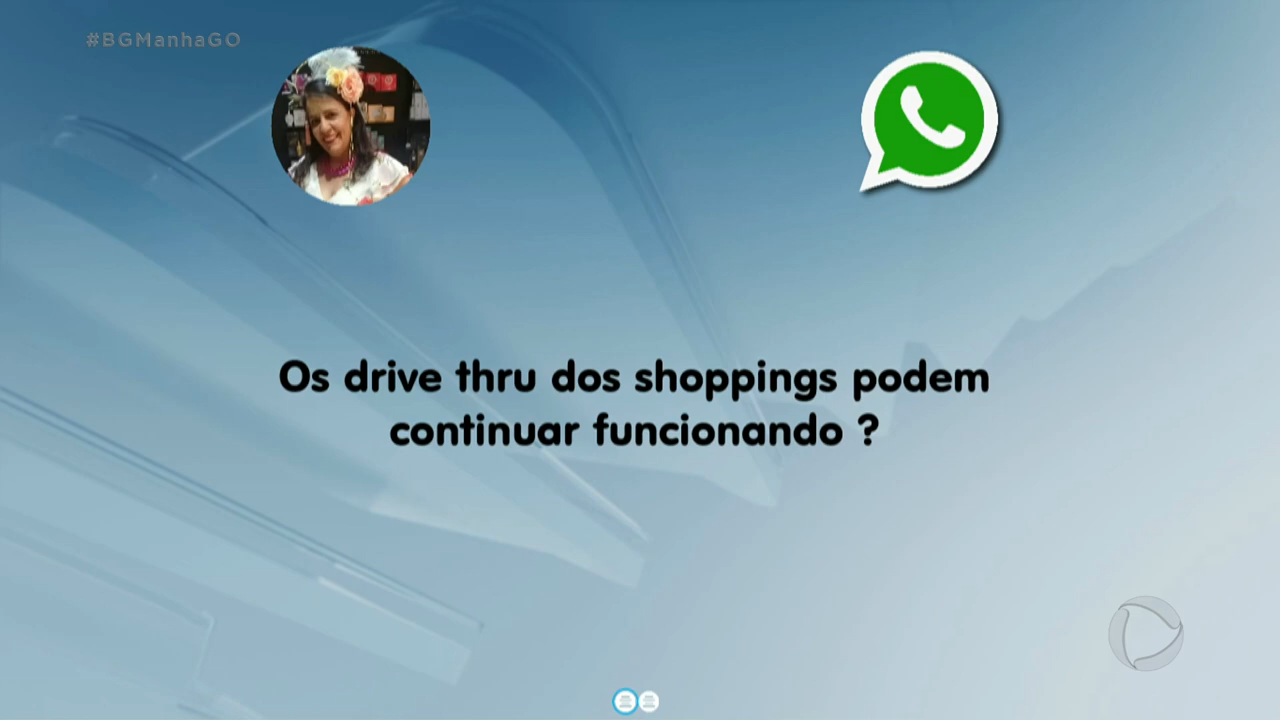 #BGManhaGO
Os drive thru dos shoppings podem
continuar funcionando ?